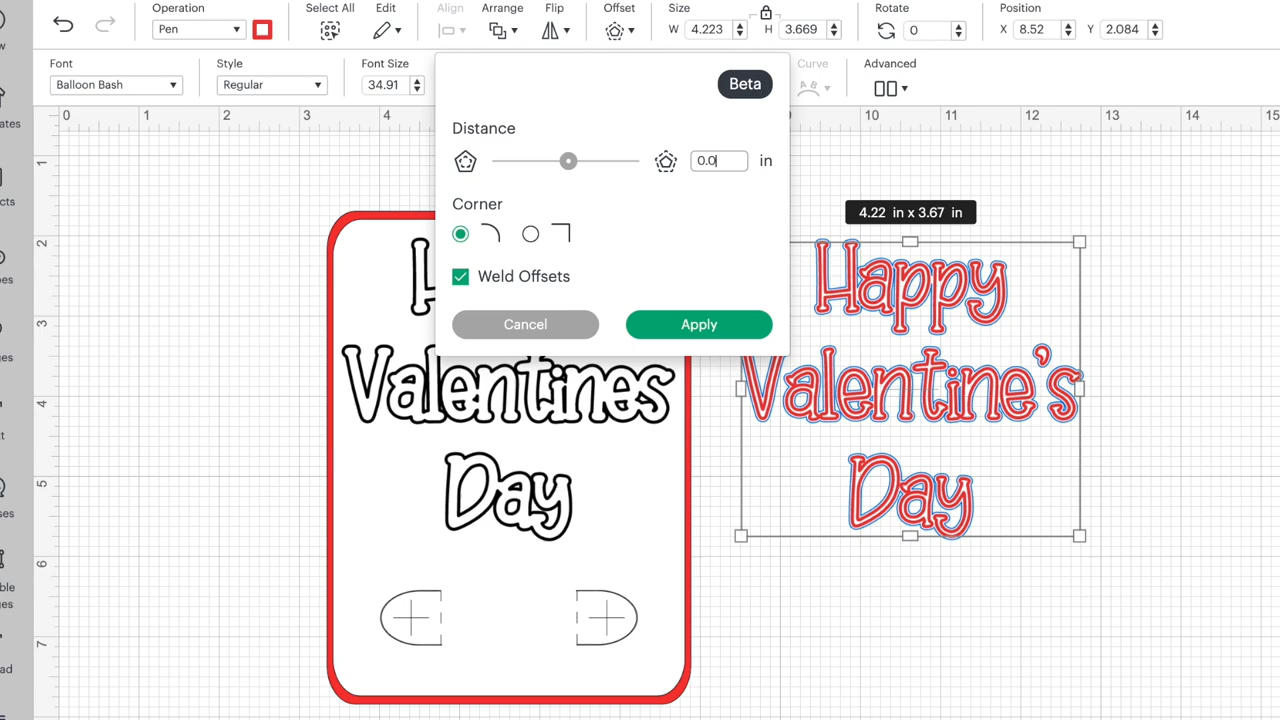 Operation
Select All
Edit
Align
Arrange
Flip
Offset
Size
Rotate
Position
Pen
W 4.223
H 3.669
0
X 8.52
Y 2.084
Font
Style
Font Size
Curve
Advanced
Balloon Bash
Regular
34.91
Beta
Distance
0.0
in
Corner
Weld Offsets
Cancel
Apply
0
1
2
3
4
10
11
12
13
14
15
1
2
3
4
5
6
7
4.22 in x 3.67 in
H
Valentines
Day
Happy
Valentine's
Day